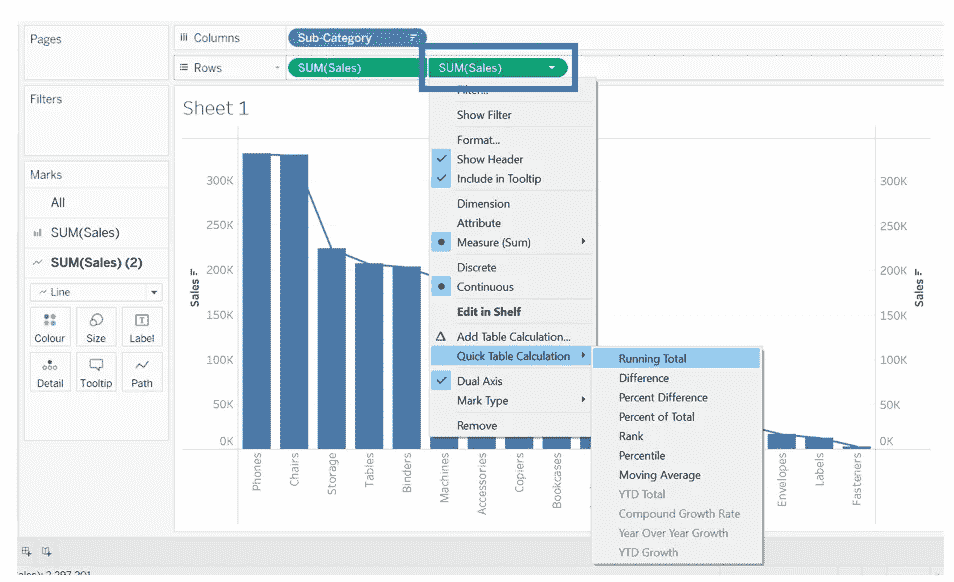 Pages
Columns
Sub-Category
Rows
SUM(Sales)
SUM(Sales)
Filters
Sheet 1
Filter...
Show Filter
Format...
Show Header
Include in Tooltip
Dimension
Attribute
Measure (Sum)
Discrete
Continuous
Edit in Shelf
Add Table Calculation...
Quick Table Calculation
Dual Axis
Mark Type
Remove
Running Total
Difference
Percent Difference
Percent of Total
Rank
Percentile
Moving Average
YTD Total
Compound Growth Rate
Year Over Year Growth
YTD Growth
Marks
All
SUM(Sales)
SUM(Sales) (2)
Line
Colour
Size
Label
Detail
Tooltip
Path
Sales
300K
250K
200K
150K
100K
50K
0K
300K
250K
200K
150K
100K
50K
0K
Sales
Phones
Chairs
Storage
Tables
Binders
Machines
Accessories
Copiers
Bookcases
Envelopes
Labels
Fasteners
2,297,201